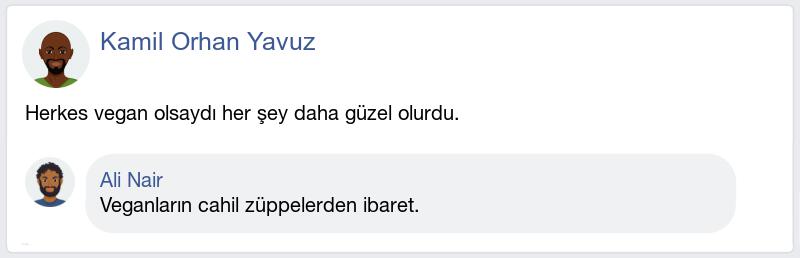 Kamil Orhan Yavuz
Herkes vegan olsaydı her şey daha güzel olurdu.
Ali Nair
Veganların cahil züppelerden ibaret.